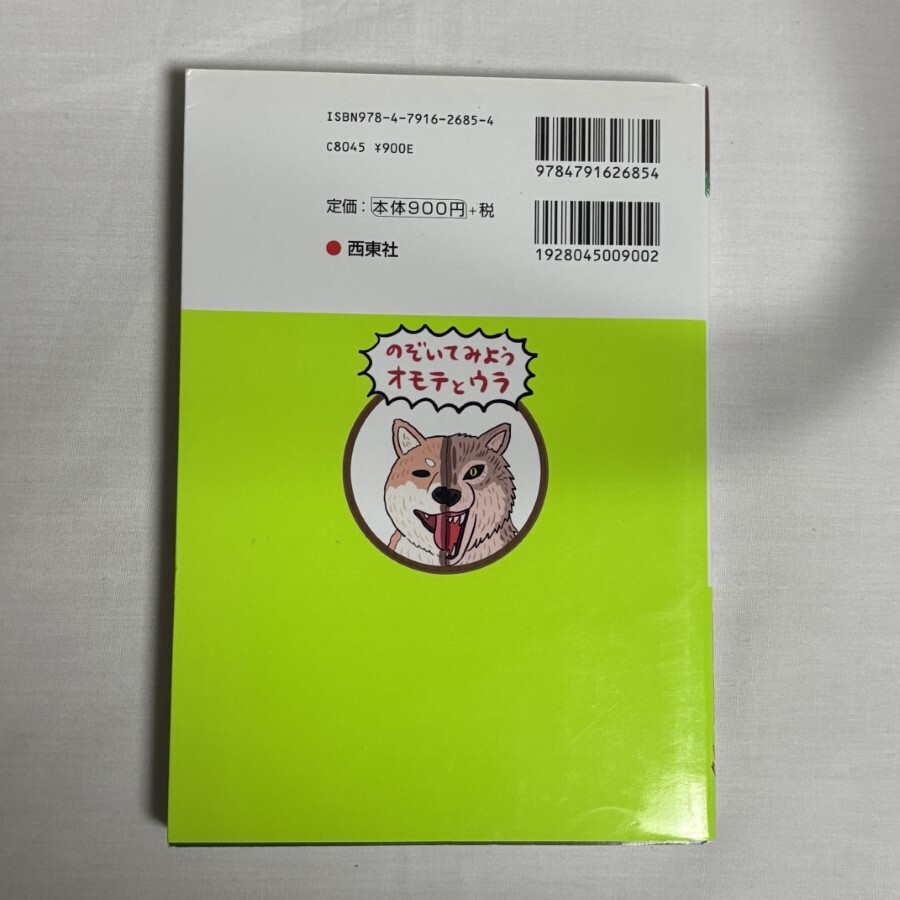 ISBN978-4-7916-2685-4
C8045 ¥900E
定価：本体900円+税
西東社
9784791626854
1928045009002
のぞいてみよう
オモテとウラ